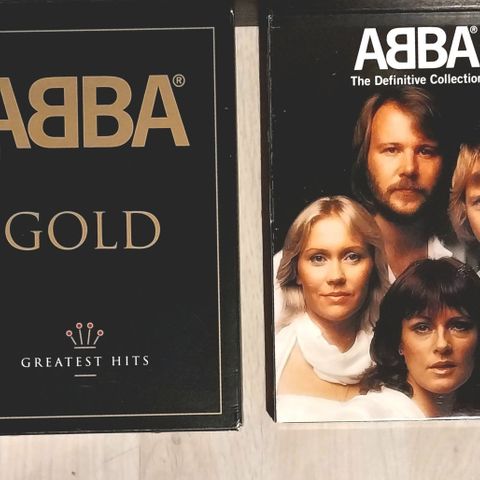 ABBA®
GOLD
GREATEST HITS
ABBA®
The Definitive Collection